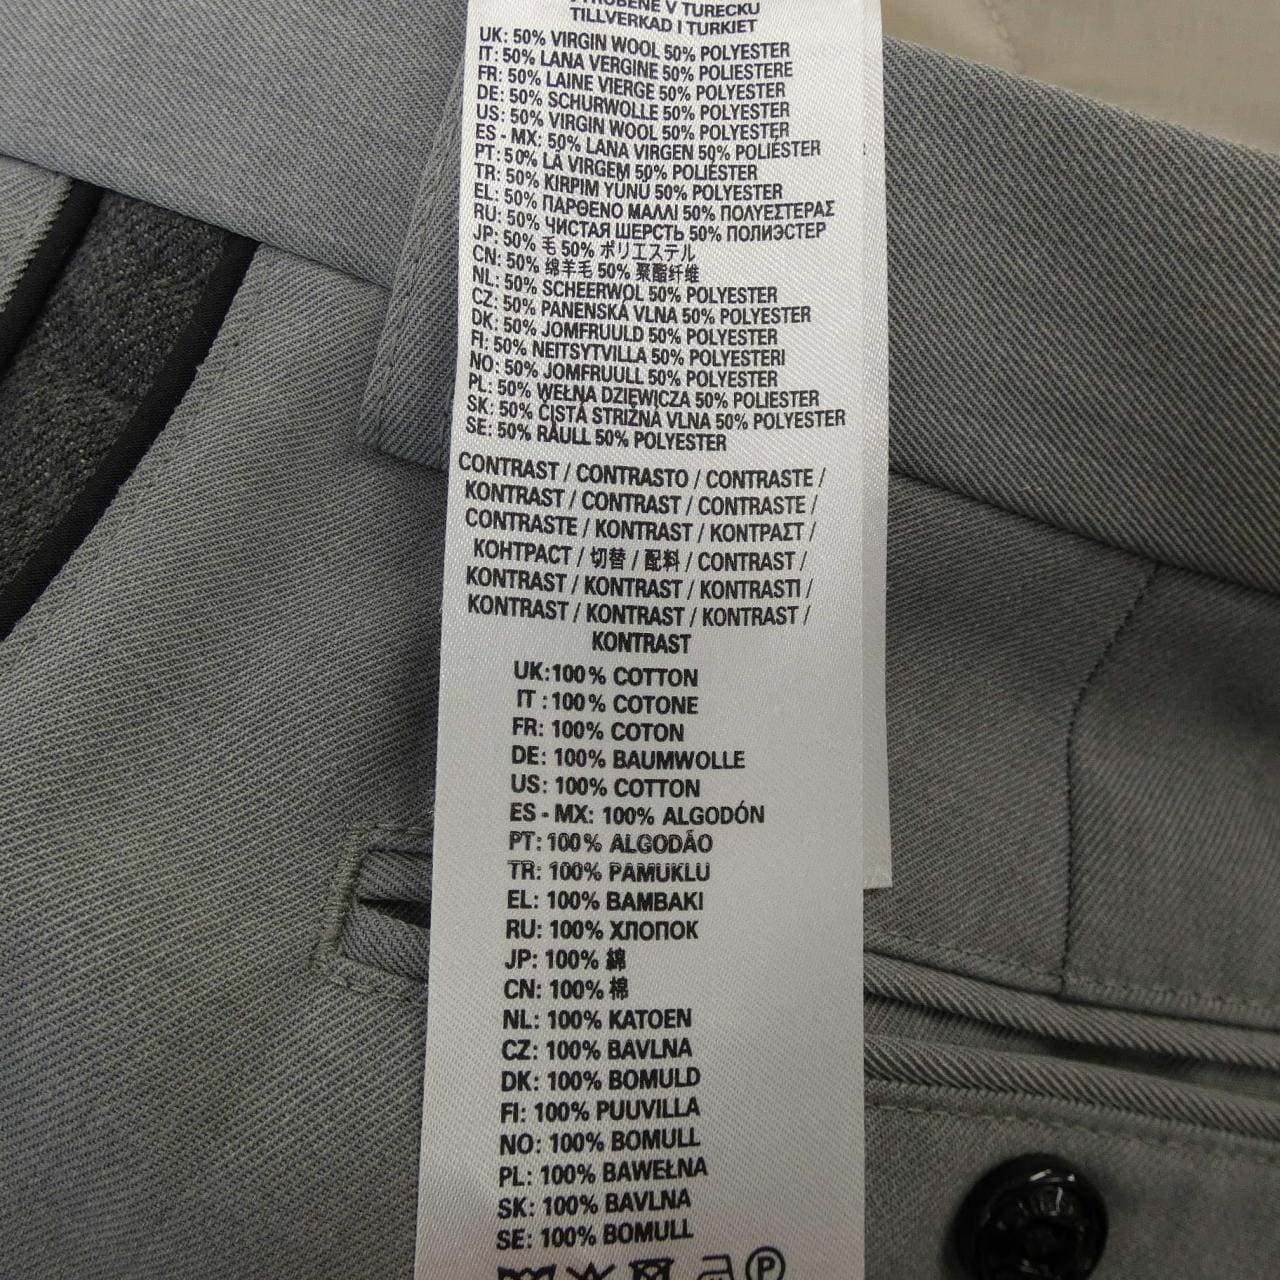 VYROBENE V TURECKU
TILLVERKAD I TURKIET
UK: 50% VIRGIN WOOL 50% POLYESTER
IT: 50% LANA VERGINE 50% POLIESTERE
FR: 50% LAINE VIERGE 50% POLYESTER
DE: 50% SCHURWOLLE 50% POLYESTER
US: 50% VIRGIN WOOL 50% POLYESTER
ES - MX: 50% LANA VIRGEN 50% POLIÉSTER
PT: 50% LÃ VIRGEM 50% POLIÉSTER
TR: 50% KIRPIM YÜNÜ 50% POLYESTER
EL: 50% ΠΑΡΘΕΝΟ ΜΑΛΛΙ 50% ΠΟΛΥΕΣΤΕΡΑΣ
RU: 50% ЧИСТАЯ ШЕРСТЬ 50% ПОЛИЭСТЕР
JP: 50% 毛 50% ポリエステル
CN: 50% 绵羊毛 50% 聚酯纤维
NL: 50% SCHEERWOL 50% POLYESTER
CZ: 50% PANENSKÁ VLNA 50% POLYESTER
DK: 50% JOMFRUULD 50% POLYESTER
FI: 50% NEITSYTVILLA 50% POLYESTERI
NO: 50% JOMFRUULL 50% POLYESTER
PL: 50% WEŁNA DZIEWICZA 50% POLIESTER
SK: 50% ČISTÁ STRIŽNÁ VLNA 50% POLYESTER
SE: 50% RAULL 50% POLYESTER
CONTRAST / CONTRASTO / CONTRASTE /
KONTRAST / CONTRAST / CONTRASTE /
CONTRASTE / KONTRAST / ΚΟΝΤΡΑΣΤ /
КОНТРАСТ / 切替 / 配料 / CONTRAST /
KONTRAST / KONTRAST / KONTRASTI /
KONTRAST / KONTRAST / KONTRAST /
KONTRAST
UK:100% COTTON
IT :100% COTONE
FR: 100% COTON
DE: 100% BAUMWOLLE
US: 100% COTTON
ES - MX: 100% ALGODÓN
PT: 100% ALGODÃO
TR: 100% PAMUKLU
EL: 100% ΒΑΜΒΑΚΙ
RU: 100% ХЛОПОК
JP: 100% 綿
CN: 100% 棉
NL: 100% KATOEN
CZ: 100% BAVLNA
DK: 100% BOMULD
FI: 100% PUUVILLA
NO: 100% BOMULL
PL: 100% BAWEŁNA
SK: 100% BAVLNA
SE: 100% BOMULL
P